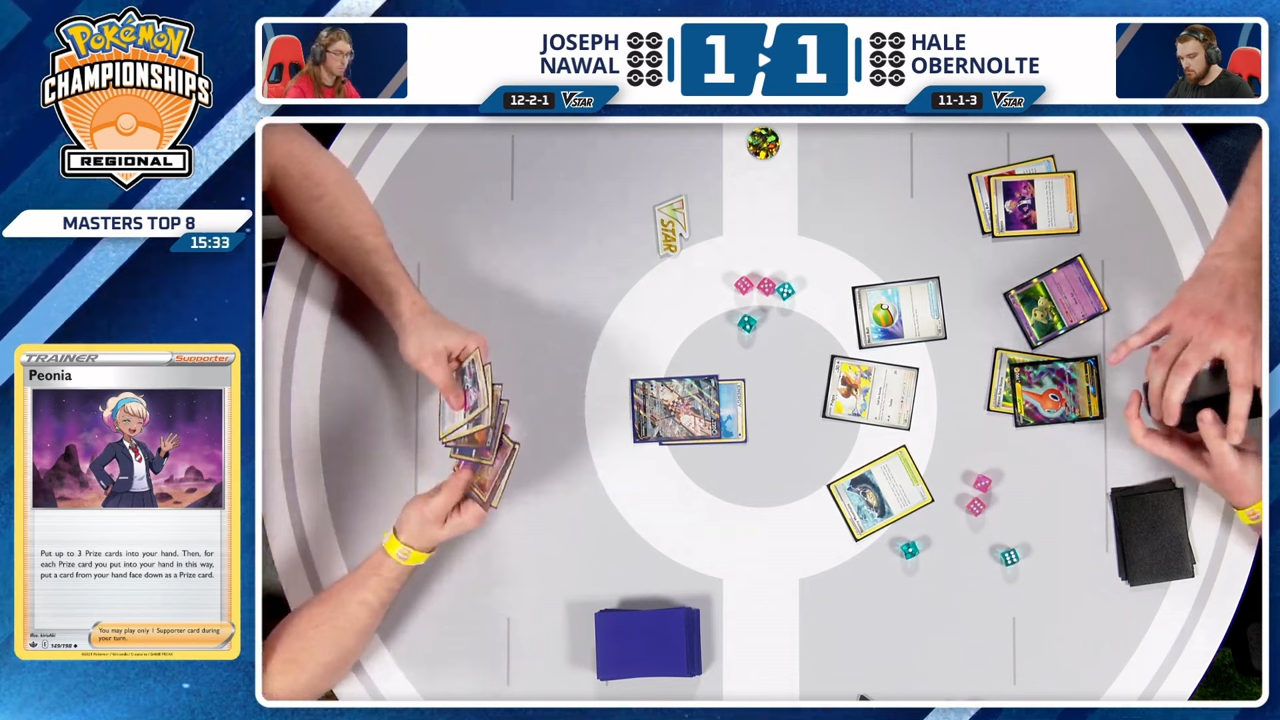 Pokémon
CHAMPIONSHIPS
REGIONAL
MASTERS TOP 8
15:33
JOSEPH
NAWAL
12-2-1 VSTAR
1 1
HALE
OBERNOLTE
11-1-3 VSTAR
VSTAR
TRAINER Supporter
Peonia
Put up to 3 Prize cards into your hand. Then, for
each Prize card you put into your hand in this way,
put a card from your hand face down as a Prize card.
You may play only 1 Supporter card during
your turn.
149/198